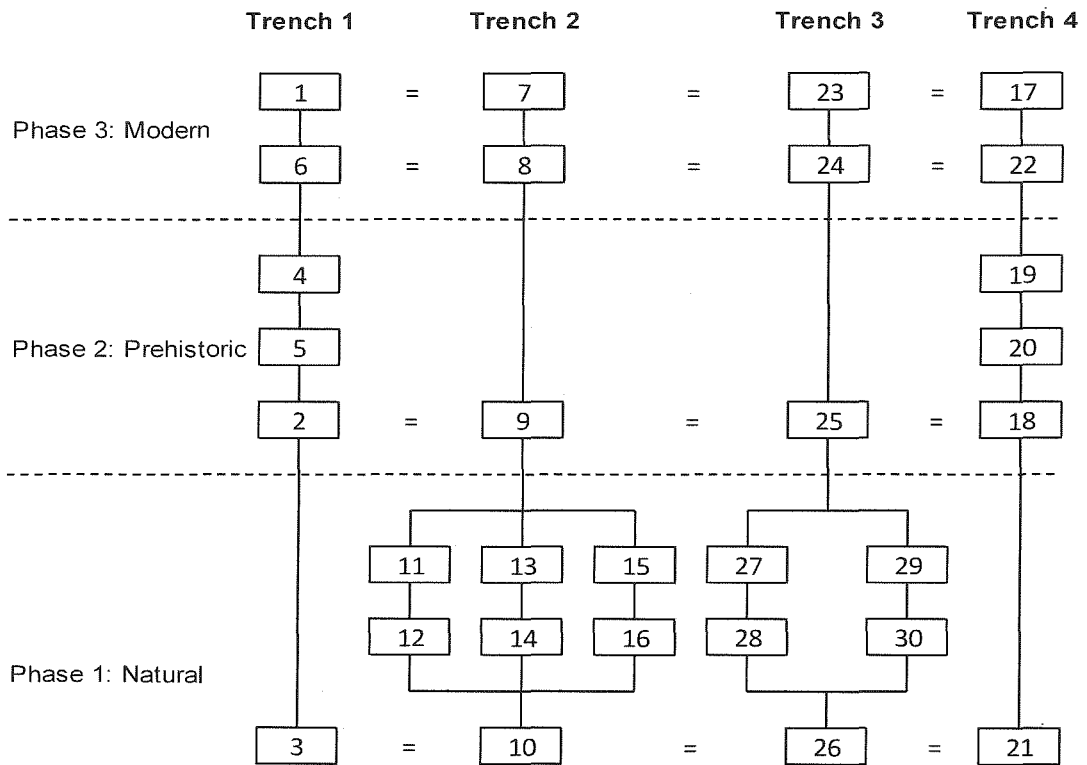 Trench 1 Trench 2 Trench 3 Trench 4
1 = 7 = 23 = 17
Phase 3: Modern
6 = 8 = 24 = 22
4 19
Phase 2: Prehistoric 5 20
2 = 9 = 25 = 18
11 13 15 27 29
12 14 16 28 30
Phase 1: Natural
3 = 10 = 26 = 21